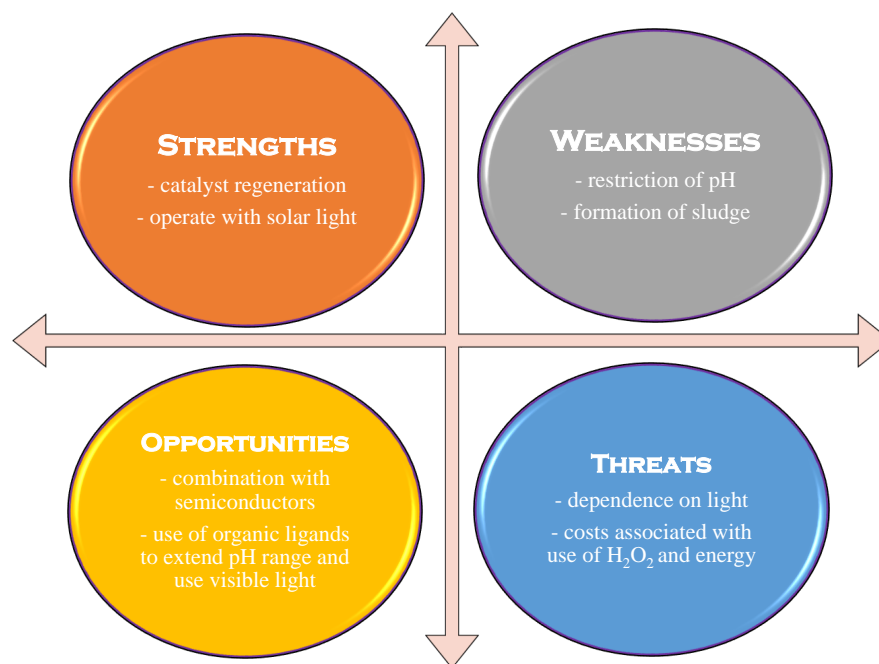 STRENGTHS
- catalyst regeneration
- operate with solar light
WEAKNESSES
- restriction of pH
- formation of sludge
OPPORTUNITIES
- combination with
semiconductors
- use of organic ligands
to extend pH range and
use visible light
THREATS
- dependence on light
- costs associated with
use of H₂O₂ and energy